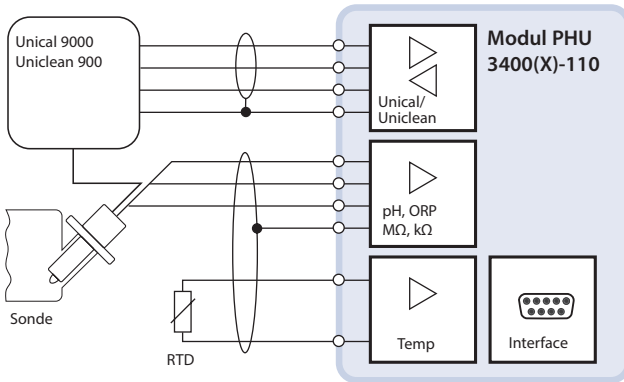 Unical 9000
Uniclean 900
Modul PHU
3400(X)-110
Unical/
Uniclean
pH, ORP
MΩ, kΩ
Sonde
RTD
Temp
Interface